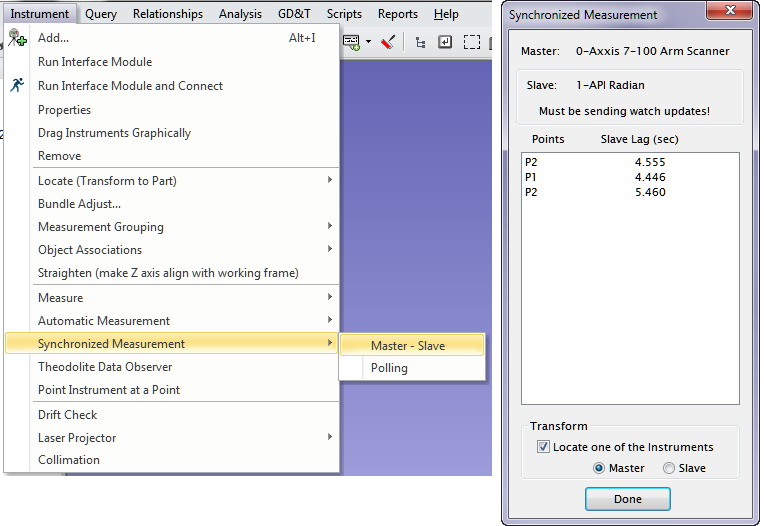 Instrument Query Relationships Analysis GD&T Scripts Reports Help
Add... Alt+I
Run Interface Module
Run Interface Module and Connect
Properties
Drag Instruments Graphically
Remove
Locate (Transform to Part)
Bundle Adjust...
Measurement Grouping
Object Associations
Straighten (make Z axis align with working frame)
Measure
Automatic Measurement
Synchronized Measurement
Master - Slave
Polling
Theodolite Data Observer
Point Instrument at a Point
Drift Check
Laser Projector
Collimation
Synchronized Measurement
Master: 0-Axxis 7-100 Arm Scanner
Slave: 1-API Radian
Must be sending watch updates!
Points Slave Lag (sec)
P2 4.555
P1 4.446
P2 5.460
Transform
Locate one of the Instruments
Master Slave
Done